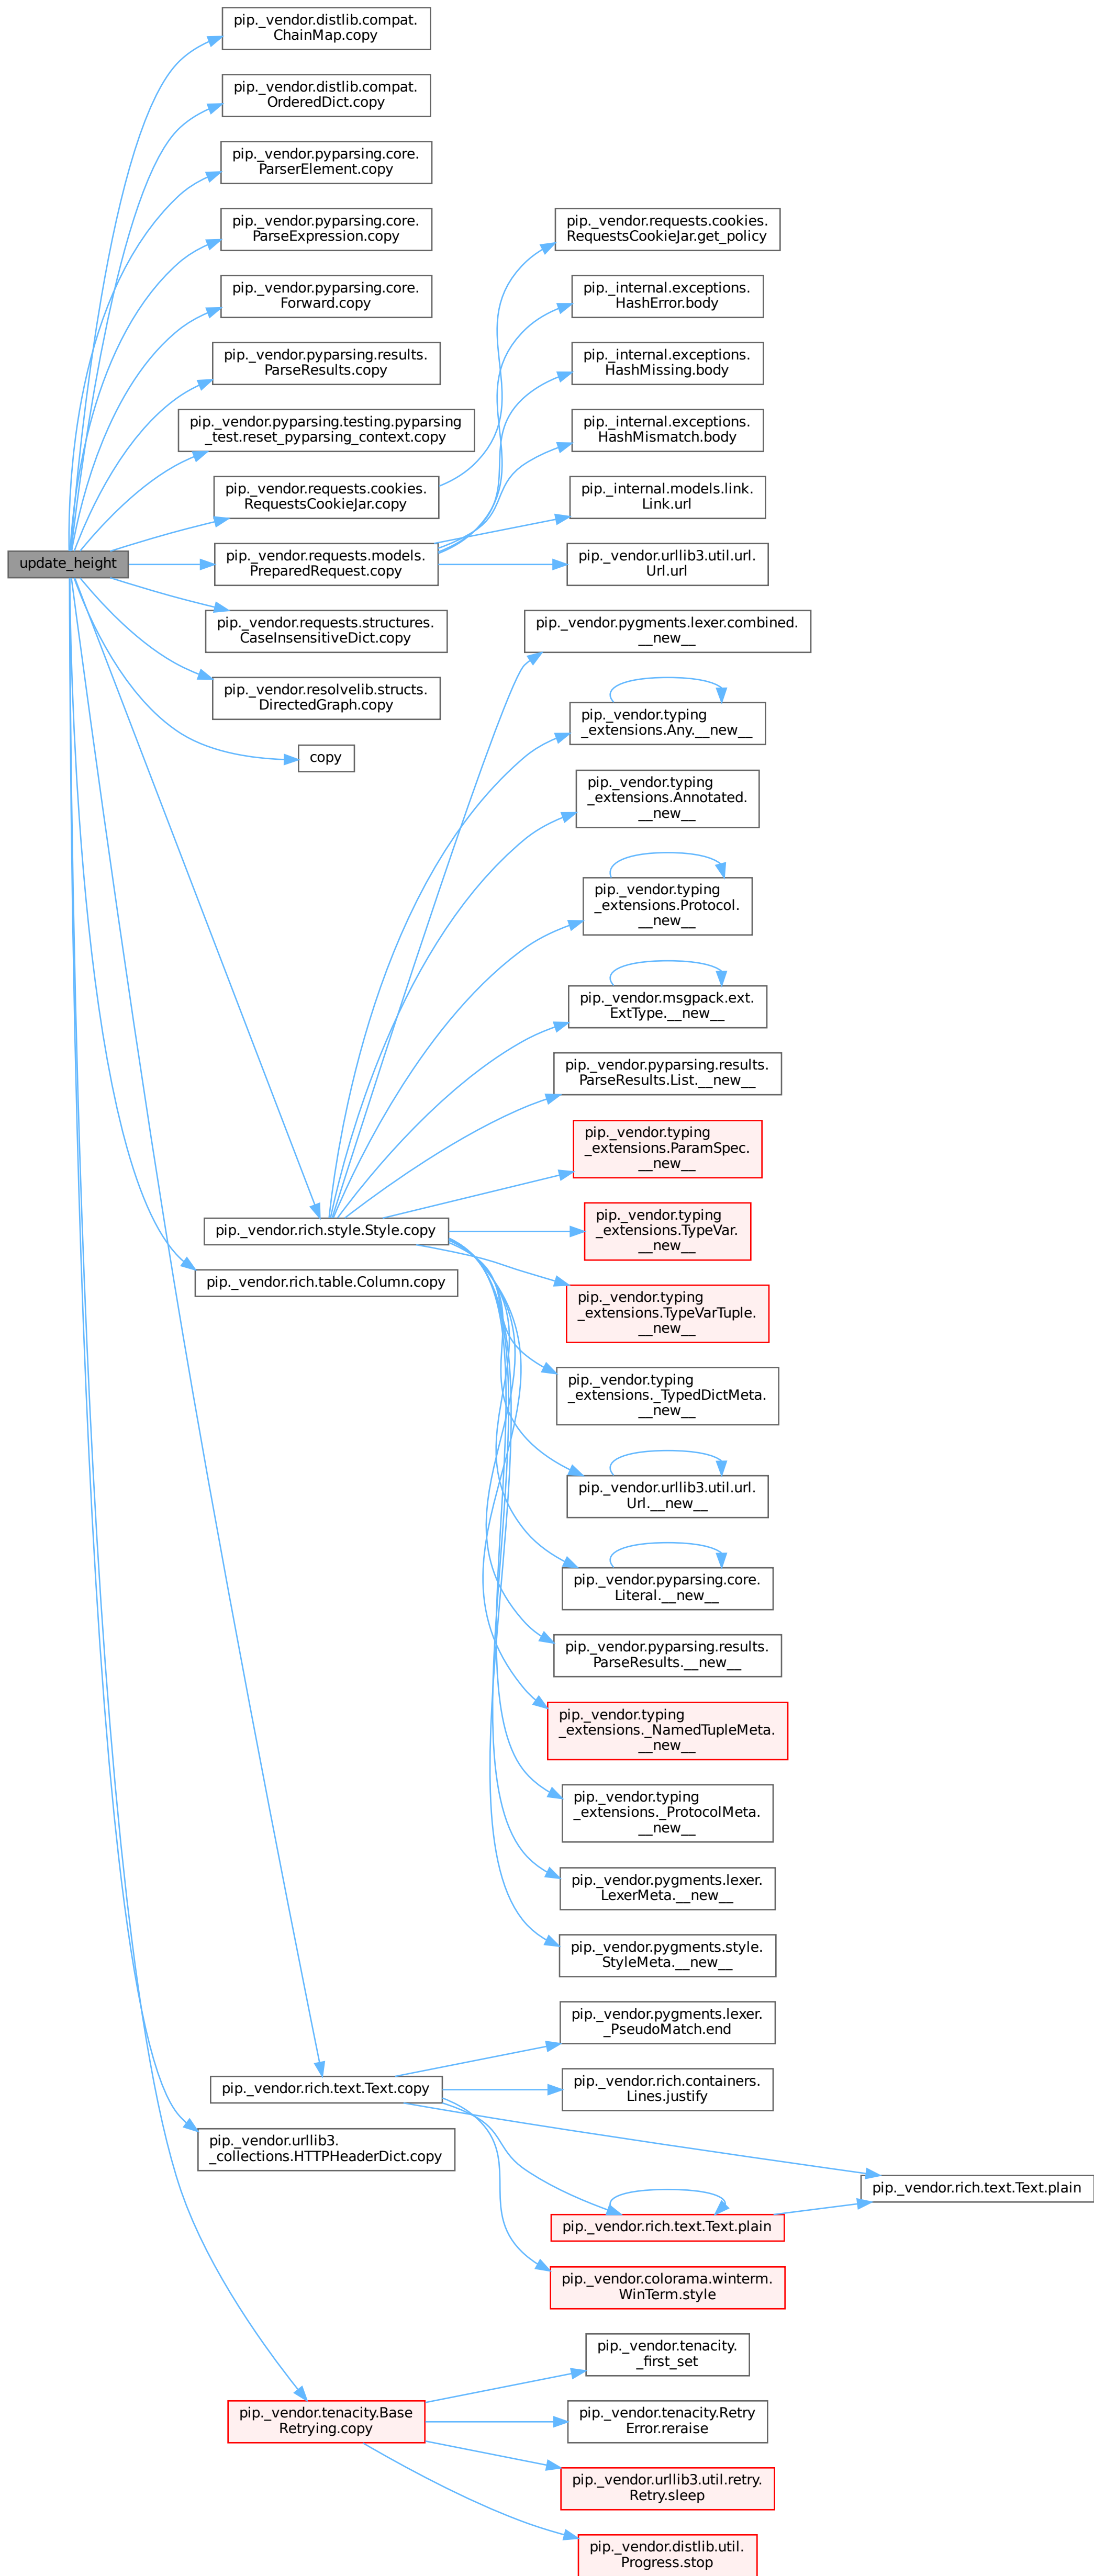 pip._vendor.distlib.compat.
ChainMap.copy
pip._vendor.distlib.compat.
OrderedDict.copy
pip._vendor.pyparsing.core.
ParserElement.copy
pip._vendor.pyparsing.core.
ParseExpression.copy
pip._vendor.pyparsing.core.
Forward.copy
pip._vendor.pyparsing.results.
ParseResults.copy
pip._vendor.pyparsing.testing.pyparsing
_test.reset_pyparsing_context.copy
pip._vendor.requests.cookies.
RequestsCookieJar.copy
update_height
pip._vendor.requests.models.
PreparedRequest.copy
pip._vendor.requests.structures.
CaseInsensitiveDict.copy
pip._vendor.resolvelib.structs.
DirectedGraph.copy
copy
pip._vendor.rich.style.Style.copy
pip._vendor.rich.table.Column.copy
pip._vendor.rich.text.Text.copy
pip._vendor.urllib3.
_collections.HTTPHeaderDict.copy
pip._vendor.tenacity.Base
Retrying.copy
pip._vendor.requests.cookies.
RequestsCookieJar.get_policy
pip._internal.exceptions.
HashError.body
pip._internal.exceptions.
HashMissing.body
pip._internal.exceptions.
HashMismatch.body
pip._internal.models.link.
Link.url
pip._vendor.urllib3.util.url.
Url.url
pip._vendor.pygments.lexer.combined.
__new__
pip._vendor.typing
_extensions.Any.__new__
pip._vendor.typing
_extensions.Annotated.
__new__
pip._vendor.typing
_extensions.Protocol.
__new__
pip._vendor.msgpack.ext.
ExtType.__new__
pip._vendor.pyparsing.results.
ParseResults.List.__new__
pip._vendor.typing
_extensions.ParamSpec.
__new__
pip._vendor.typing
_extensions.TypeVar.
__new__
pip._vendor.typing
_extensions.TypeVarTuple.
__new__
pip._vendor.typing
_extensions._TypedDictMeta.
__new__
pip._vendor.urllib3.util.url.
Url.__new__
pip._vendor.pyparsing.core.
Literal.__new__
pip._vendor.pyparsing.results.
ParseResults.__new__
pip._vendor.typing
_extensions._NamedTupleMeta.
__new__
pip._vendor.typing
_extensions._ProtocolMeta.
__new__
pip._vendor.pygments.lexer.
LexerMeta.__new__
pip._vendor.pygments.style.
StyleMeta.__new__
pip._vendor.pygments.lexer.
_PseudoMatch.end
pip._vendor.rich.containers.
Lines.justify
pip._vendor.rich.text.Text.plain
pip._vendor.rich.text.Text.plain
pip._vendor.colorama.winterm.
WinTerm.style
pip._vendor.tenacity.
_first_set
pip._vendor.tenacity.Retry
Error.reraise
pip._vendor.urllib3.util.retry.
Retry.sleep
pip._vendor.distlib.util.
Progress.stop